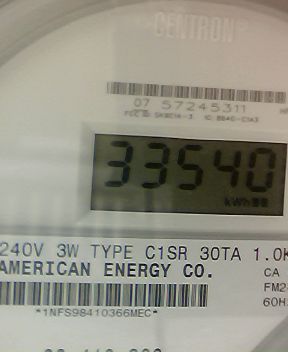 CENTRON
07 57245311
33540
kWh
240V 3W TYPE C1SR 30TA 1.0K
AMERICAN ENERGY CO.
CA
FM2
60H
*1NFS98410366MEC*